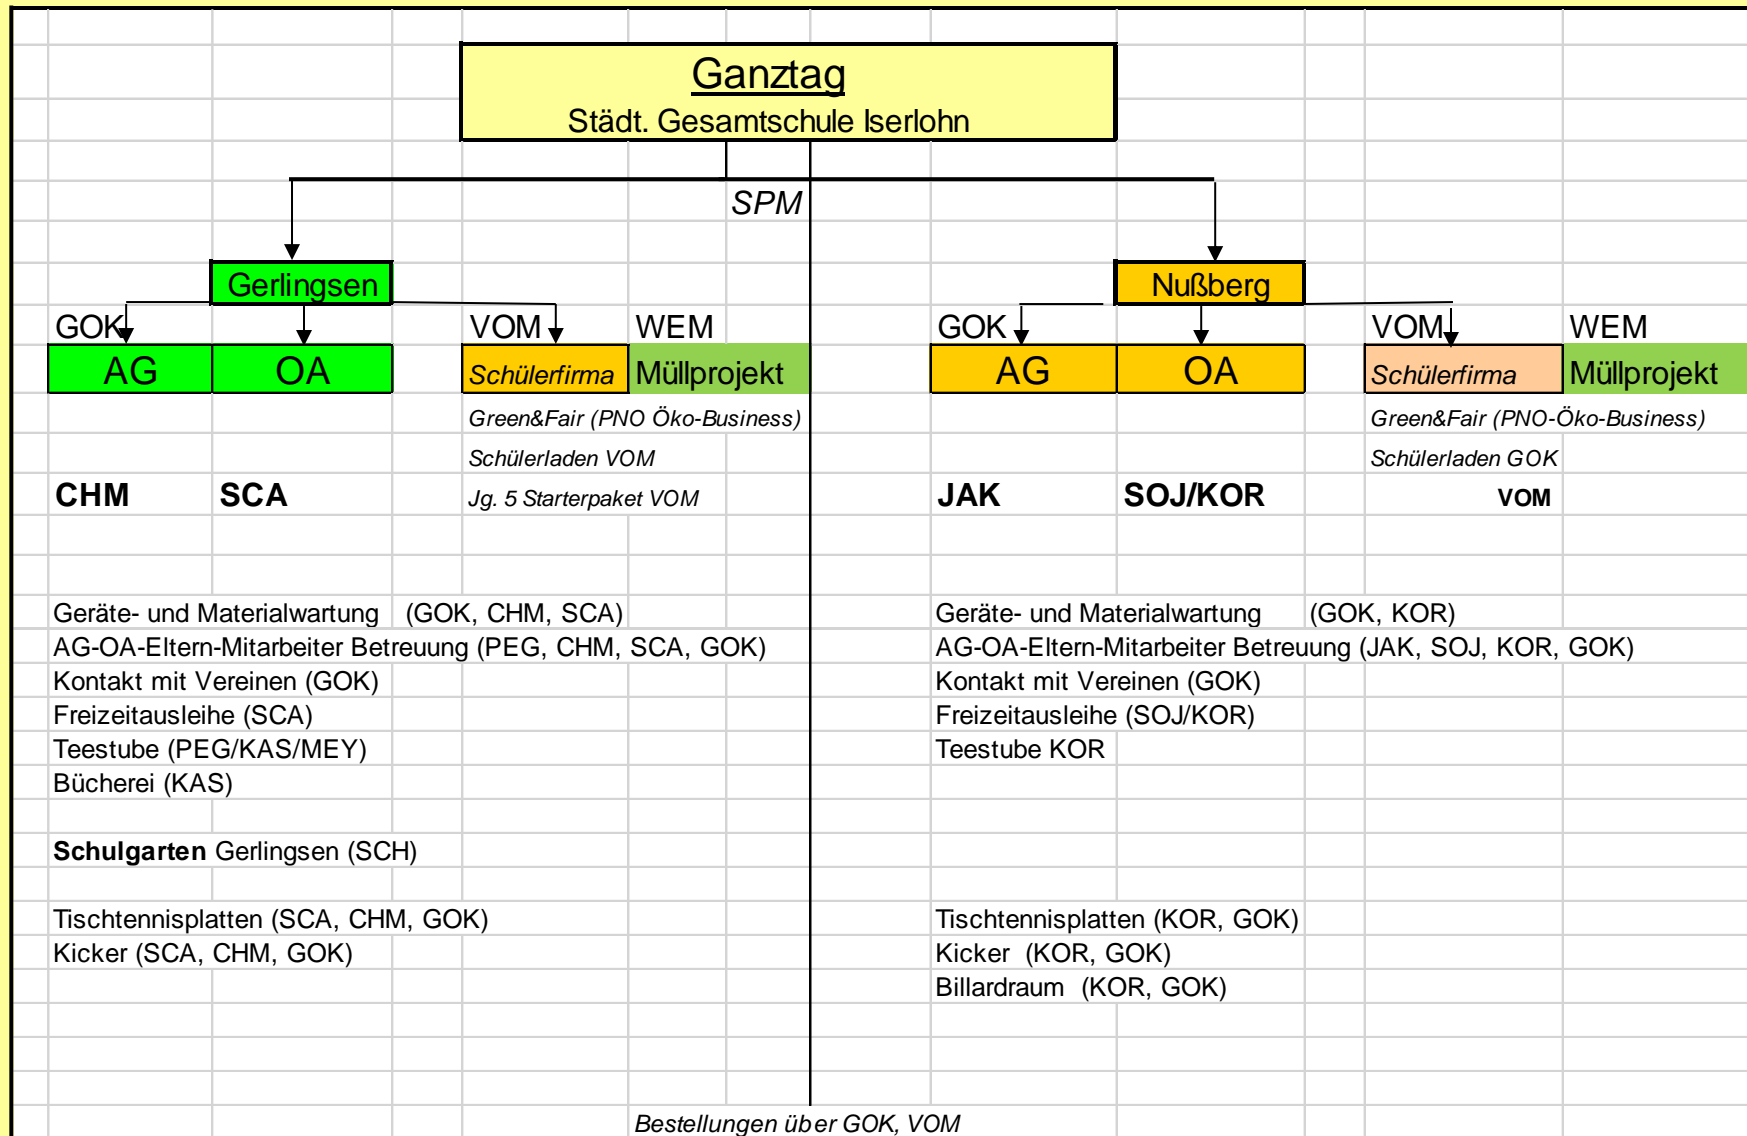 Ganztag
Städt. Gesamtschule Iserlohn
SPM
Gerlingsen Nußberg
GOK VOM WEM GOK VOM WEM
AG OA Schülerfirma Müllprojekt AG OA Schülerfirma Müllprojekt
Green&Fair (PNO Öko-Business) Green&Fair (PNO-Öko-Business)
Schülerladen VOM Schülerladen GOK
CHM SCA Jg. 5 Starterpaket VOM JAK SOJ/KOR VOM
Geräte- und Materialwartung (GOK, CHM, SCA) Geräte- und Materialwartung (GOK, KOR)
AG-OA-Eltern-Mitarbeiter Betreuung (PEG, CHM, SCA, GOK) AG-OA-Eltern-Mitarbeiter Betreuung (JAK, SOJ, KOR, GOK)
Kontakt mit Vereinen (GOK) Kontakt mit Vereinen (GOK)
Freizeitausleihe (SCA) Freizeitausleihe (SOJ/KOR)
Teestube (PEG/KAS/MEY) Teestube KOR
Bücherei (KAS)
Schulgarten Gerlingsen (SCH)
Tischtennisplatten (SCA, CHM, GOK) Tischtennisplatten (KOR, GOK)
Kicker (SCA, CHM, GOK) Kicker (KOR, GOK)
Billardraum (KOR, GOK)
Bestellungen über GOK, VOM